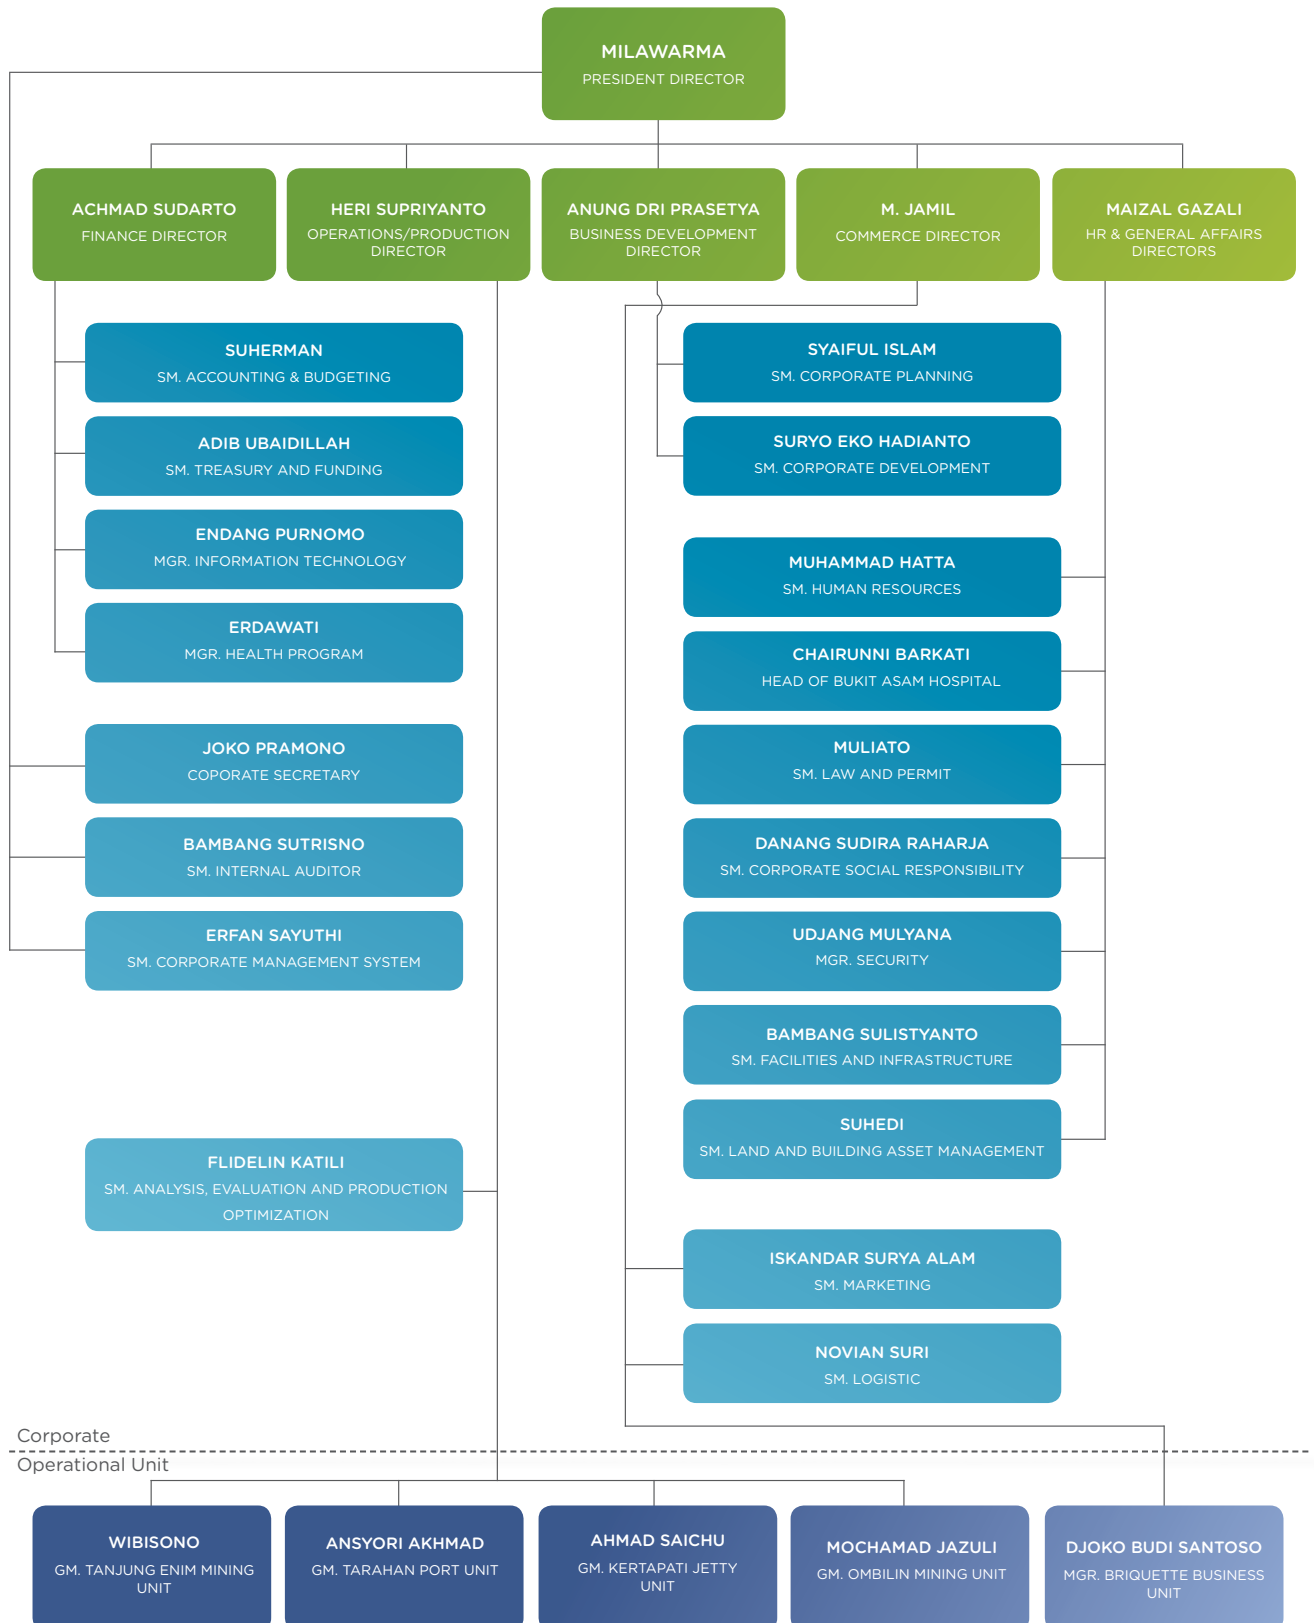 MILAWARMA
PRESIDENT DIRECTOR
ACHMAD SUDARTO
FINANCE DIRECTOR
HERI SUPRIYANTO
OPERATIONS/PRODUCTION
DIRECTOR
ANUNG DRI PRASETYA
BUSINESS DEVELOPMENT
DIRECTOR
M. JAMIL
COMMERCE DIRECTOR
MAIZAL GAZALI
HR & GENERAL AFFAIRS
DIRECTORS
SUHERMAN
SM. ACCOUNTING & BUDGETING
ADIB UBAIDILLAH
SM. TREASURY AND FUNDING
ENDANG PURNOMO
MGR. INFORMATION TECHNOLOGY
ERDAWATI
MGR. HEALTH PROGRAM
JOKO PRAMONO
COPORATE SECRETARY
BAMBANG SUTRISNO
SM. INTERNAL AUDITOR
ERFAN SAYUTHI
SM. CORPORATE MANAGEMENT SYSTEM
FLIDELIN KATILI
SM. ANALYSIS, EVALUATION AND PRODUCTION
OPTIMIZATION
SYAIFUL ISLAM
SM. CORPORATE PLANNING
SURYO EKO HADIANTO
SM. CORPORATE DEVELOPMENT
MUHAMMAD HATTA
SM. HUMAN RESOURCES
CHAIRUNNI BARKATI
HEAD OF BUKIT ASAM HOSPITAL
MULIATO
SM. LAW AND PERMIT
DANANG SUDIRA RAHARJA
SM. CORPORATE SOCIAL RESPONSIBILITY
UDJANG MULYANA
MGR. SECURITY
BAMBANG SULISTYANTO
SM. FACILITIES AND INFRASTRUCTURE
SUHEDI
SM. LAND AND BUILDING ASSET MANAGEMENT
ISKANDAR SURYA ALAM
SM. MARKETING
NOVIAN SURI
SM. LOGISTIC
Corporate
Operational Unit
WIBISONO
GM. TANJUNG ENIM MINING
UNIT
ANSYORI AKHMAD
GM. TARAHAN PORT UNIT
AHMAD SAICHU
GM. KERTAPATI JETTY
UNIT
MOCHAMAD JAZULI
GM. OMBILIN MINING UNIT
DJOKO BUDI SANTOSO
MGR. BRIQUETTE BUSINESS
UNIT